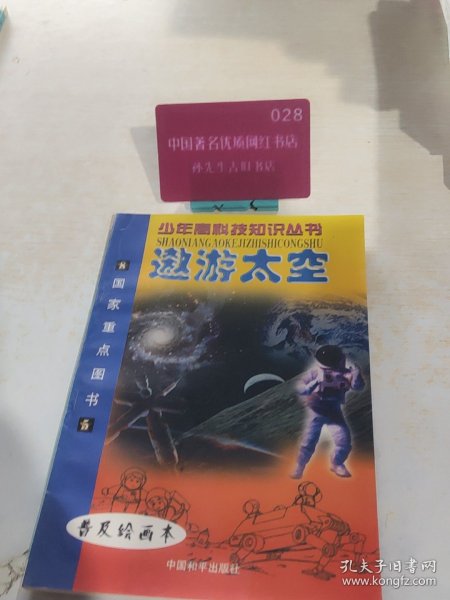 028
中国著名优质网红书店
孙先生古旧书店
少年高科技知识丛书
SHAONIANGAOKEJIZHISHICONGSHU
遨游太空
国家重点图书
普及绘画本
中国和平出版社
孔夫子旧书网
www.kongfz.com